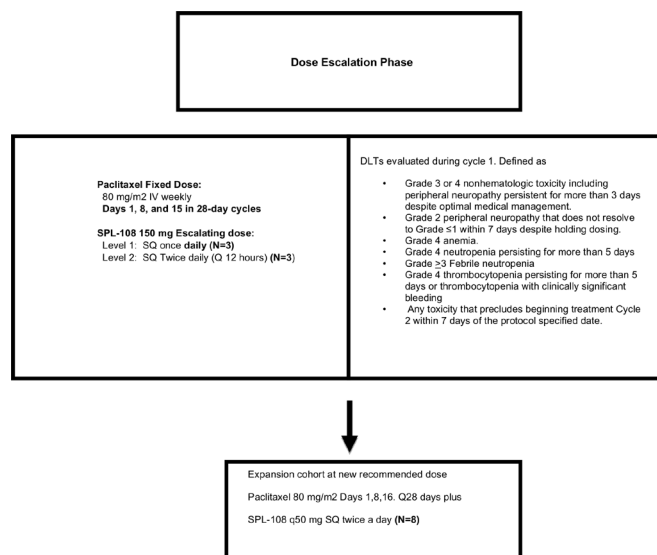 Dose Escalation Phase
Paclitaxel Fixed Dose:
80 mg/m2 IV weekly
Days 1, 8, and 15 in 28-day cycles
SPL-108 150 mg Escalating dose:
Level 1: SQ once daily (N=3)
Level 2: SQ Twice daily (Q 12 hours) (N=3)
DLTs evaluated during cycle 1. Defined as
• Grade 3 or 4 nonhematologic toxicity including
peripheral neuropathy persistent for more than 3 days
despite optimal medical management.
• Grade 2 peripheral neuropathy that does not resolve
to Grade ≤1 within 7 days despite holding dosing.
• Grade 4 anemia.
• Grade 4 neutropenia persisting for more than 5 days
• Grade ≥3 Febrile neutropenia
• Grade 4 thrombocytopenia persisting for more than 5
days or thrombocytopenia with clinically significant
bleeding
• Any toxicity that precludes beginning treatment Cycle
2 within 7 days of the protocol specified date.
Expansion cohort at new recommended dose
Paclitaxel 80 mg/m2 Days 1,8,16. Q28 days plus
SPL-108 q50 mg SQ twice a day (N=8)